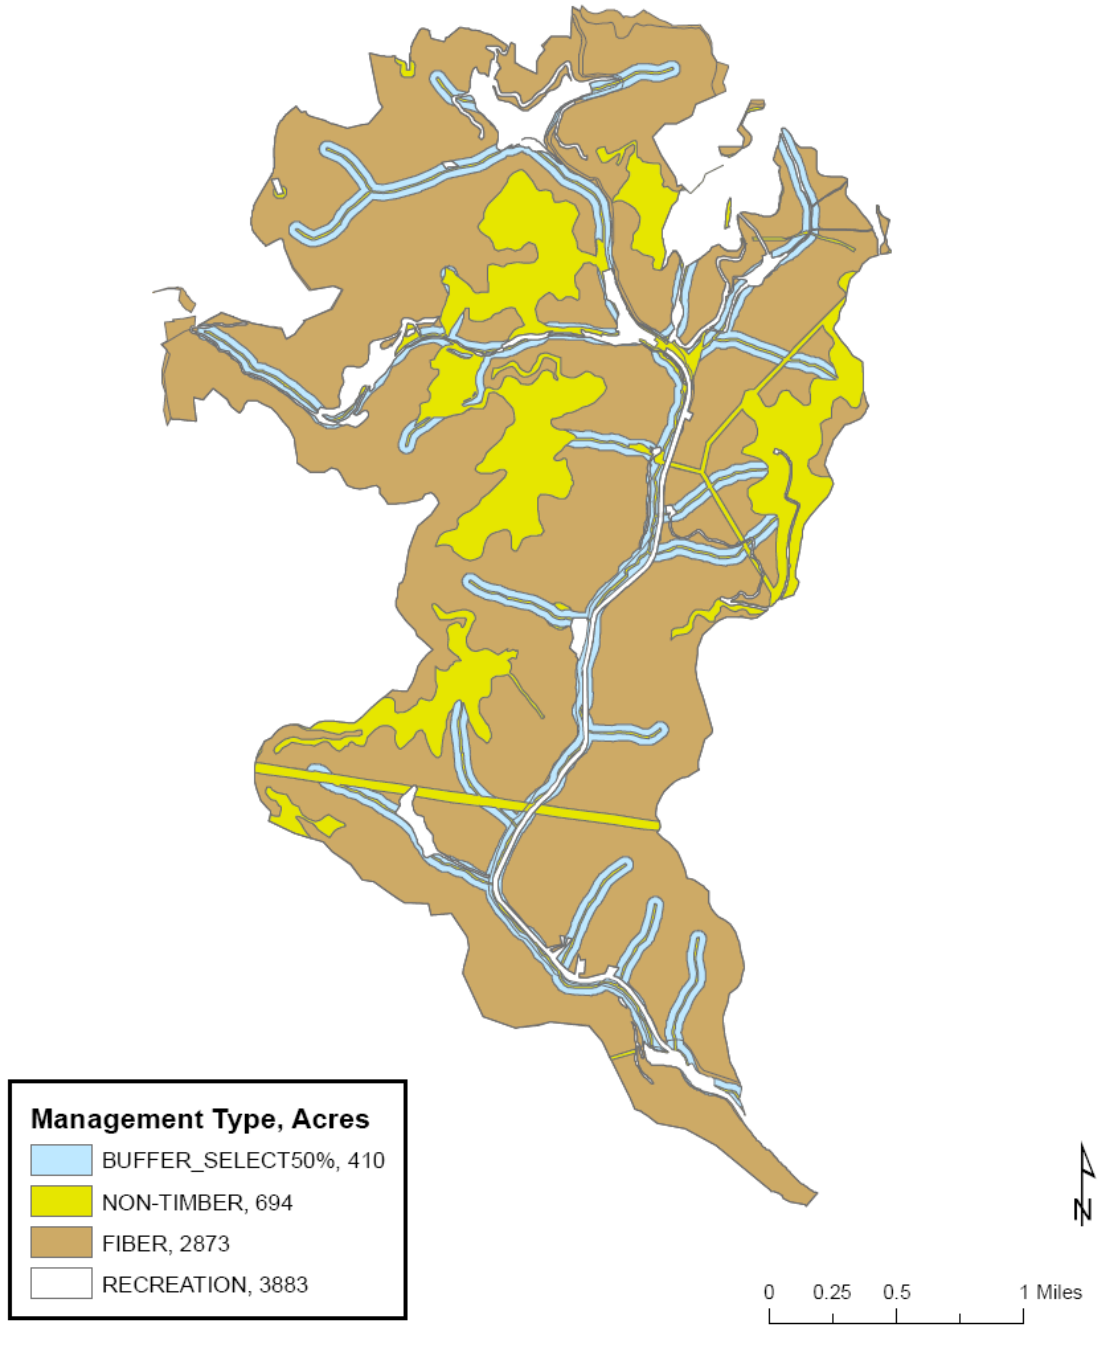 Management Type, Acres
BUFFER_SELECT50%, 410
NON-TIMBER, 694
FIBER, 2873
RECREATION, 3883
N
0 0.25 0.5 1 Miles